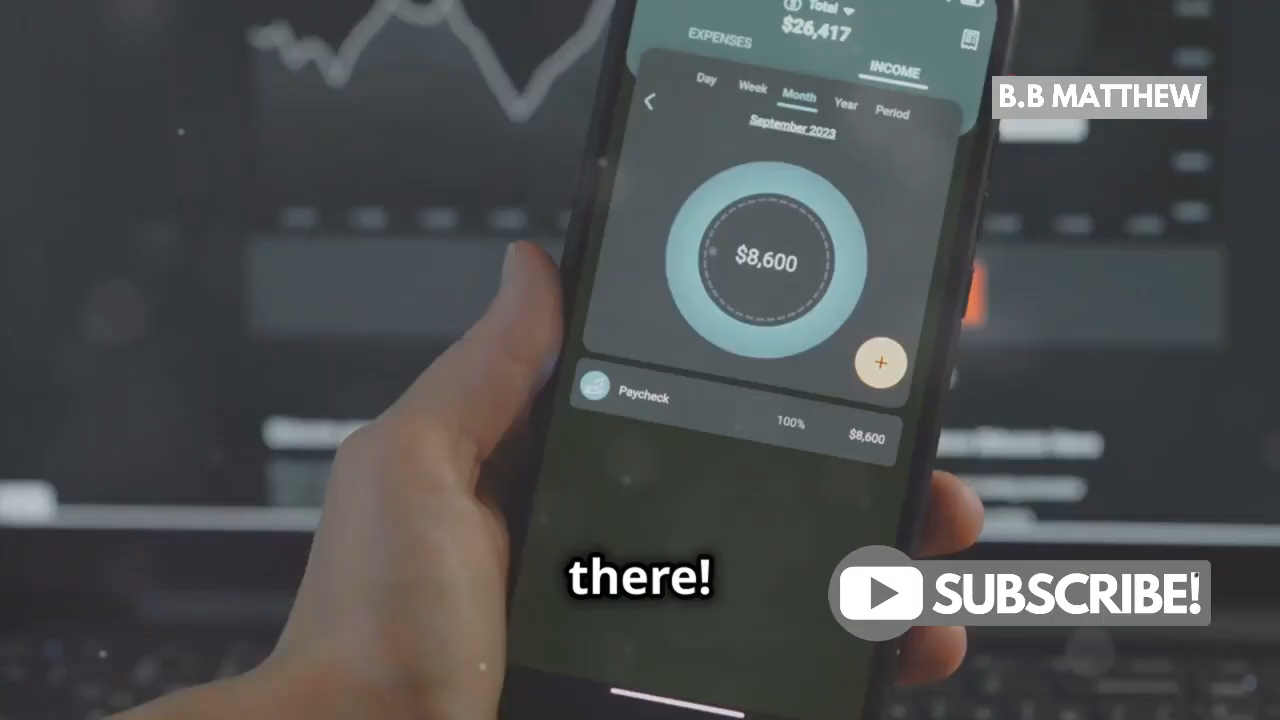 Total
$26,417
EXPENSES
INCOME
Day Week Month Year Period
September 2023
$8,600
+
Paycheck 100% $8,600
B.B MATTHEW
there!
SUBSCRIBE!